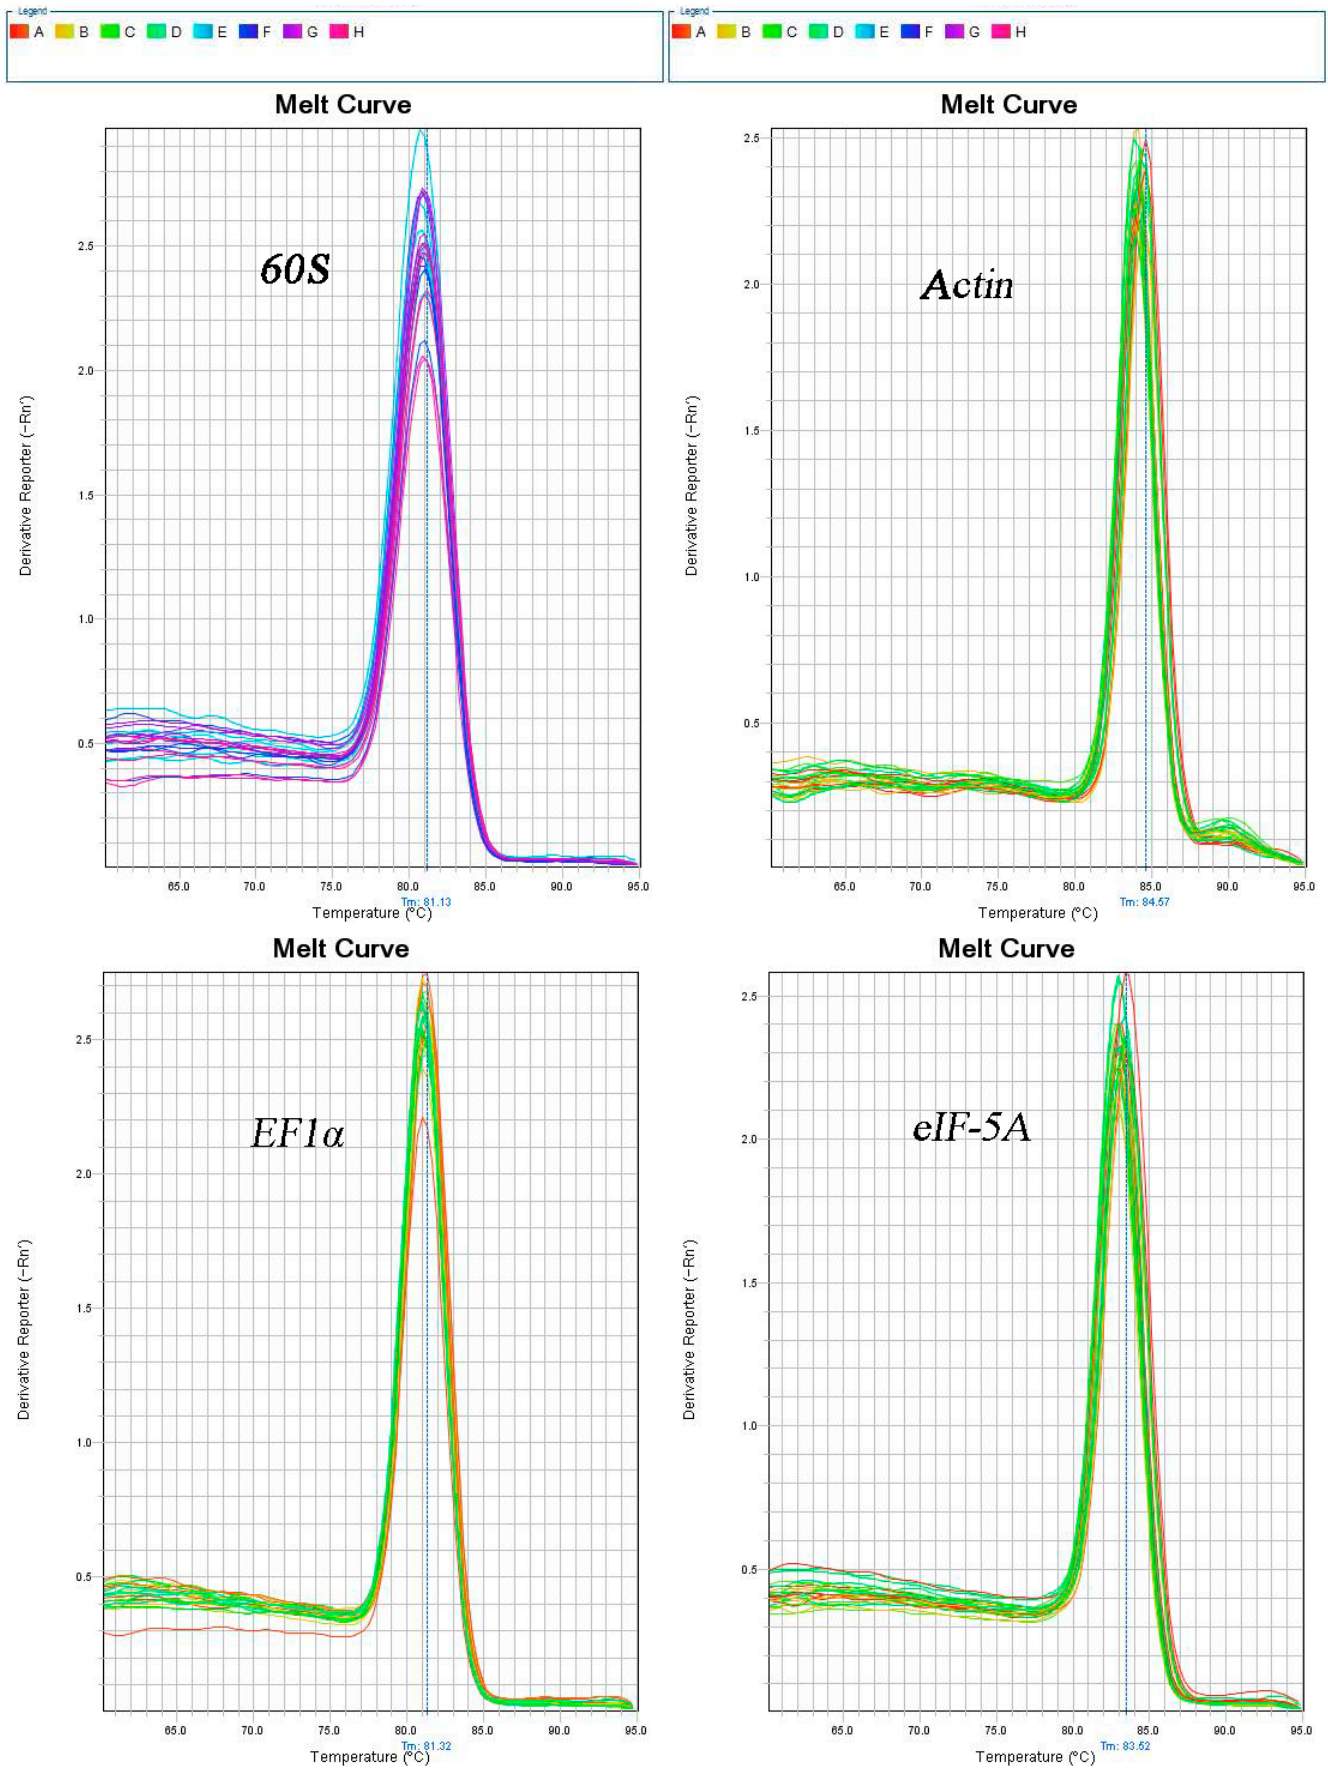 Legend
A B C D E F G H
Legend
A B C D E F G H
Melt Curve
2.5
2.0
1.5
1.0
0.5
Derivative Reporter (−Rn')
60S
65.0 70.0 75.0 80.0 85.0 90.0 95.0
Tm: 81.13
Temperature (°C)
Melt Curve
2.5
2.0
1.5
1.0
0.5
Derivative Reporter (−Rn')
Actin
65.0 70.0 75.0 80.0 85.0 90.0 95.0
Tm: 84.57
Temperature (°C)
Melt Curve
2.5
2.0
1.5
1.0
0.5
Derivative Reporter (−Rn')
EF1α
65.0 70.0 75.0 80.0 85.0 90.0 95.0
Tm: 81.32
Temperature (°C)
Melt Curve
2.5
2.0
1.5
1.0
0.5
Derivative Reporter (−Rn')
eIF-5A
65.0 70.0 75.0 80.0 85.0 90.0 95.0
Tm: 83.52
Temperature (°C)